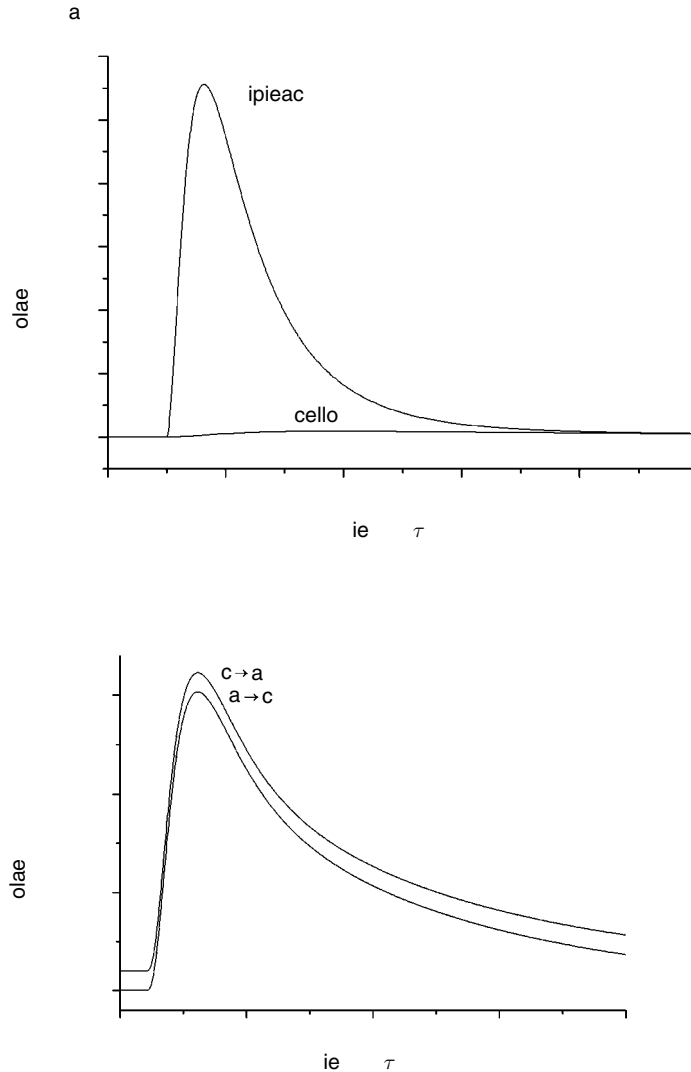 a
ipieac
cello
olae
ie τ
c→a
a→c
olae
ie τ